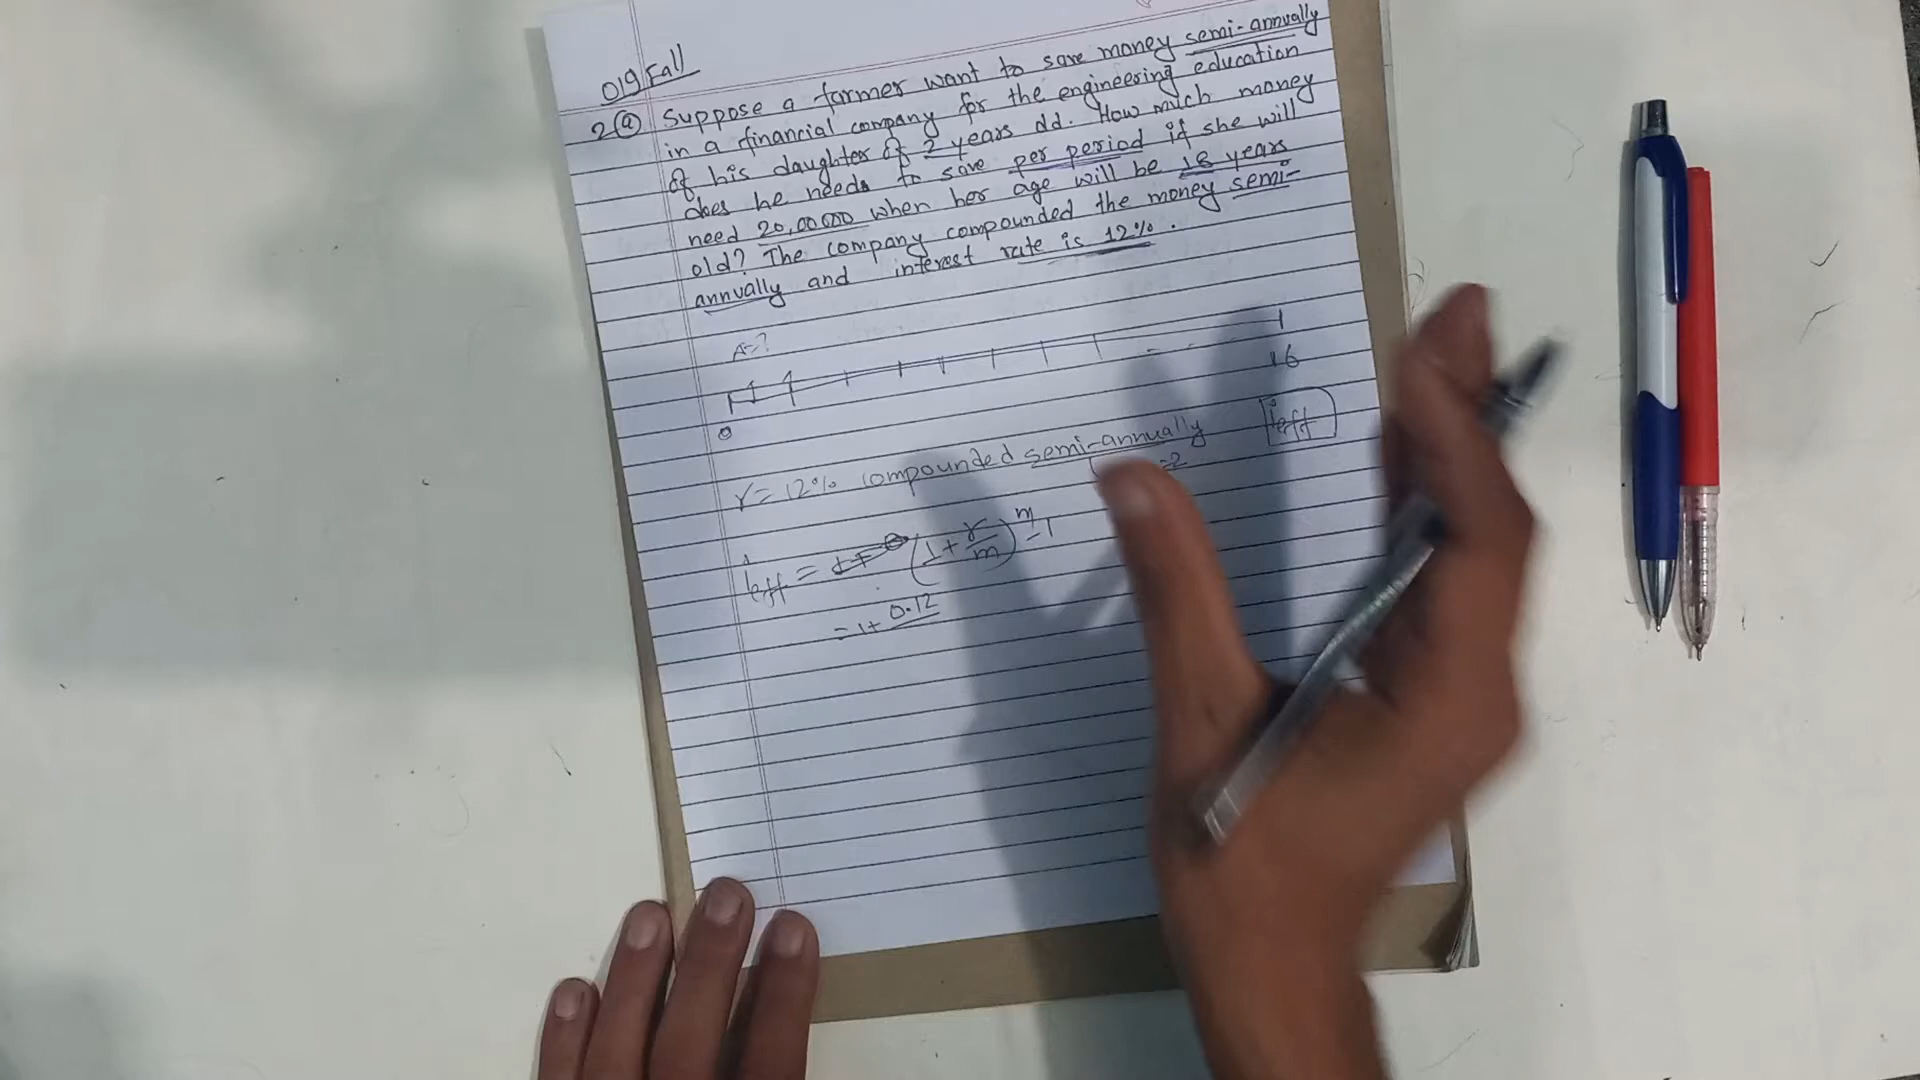 019 Fall
2 (a) Suppose a farmer want to save money semi-annually
in a financial company for the engineering education
of his daughter of 2 years old. How much money
does he needs to save per period if she will
need 20,00000 when her age will be 18 years
old? The company compounded the money semi-
annually and interest rate is 12%.
A=?
0 16
r = 12% compounded semi-annually ieff
=2
ieff = (1 + r/m)^m - 1
= 1 + 0.12